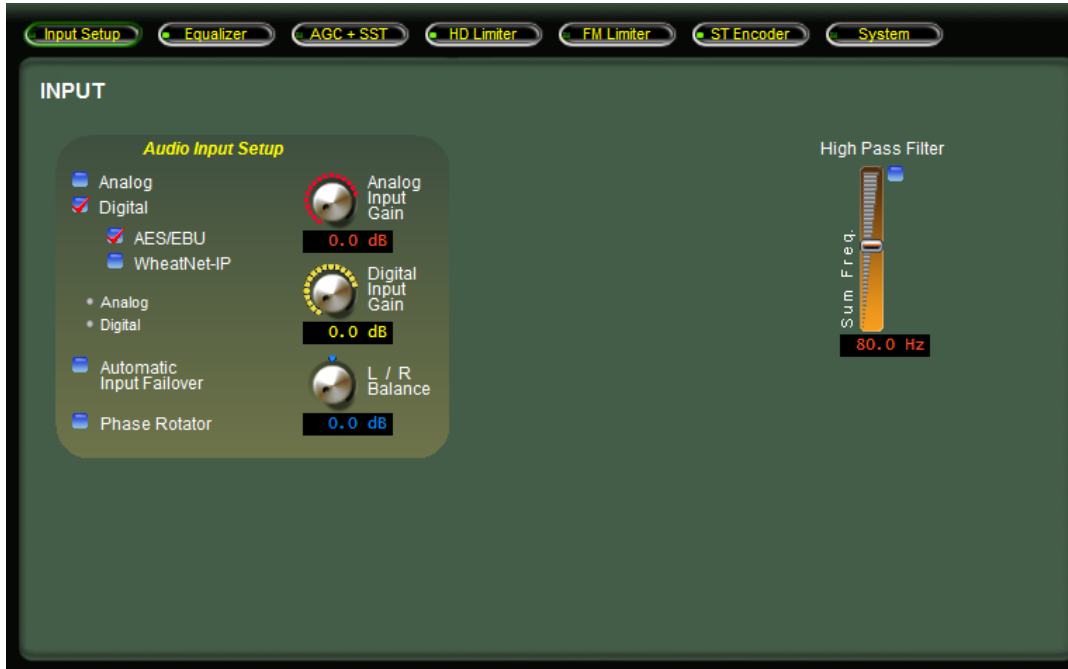 Input Setup
Equalizer
AGC + SST
HD Limiter
FM Limiter
ST Encoder
System
INPUT
Audio Input Setup
Analog
Digital
AES/EBU
WheatNet-IP
Analog
Digital
Automatic
Input Failover
Phase Rotator
Analog
Input
Gain
0.0 dB
Digital
Input
Gain
0.0 dB
L / R
Balance
0.0 dB
High Pass Filter
Sum Freq.
80.0 Hz